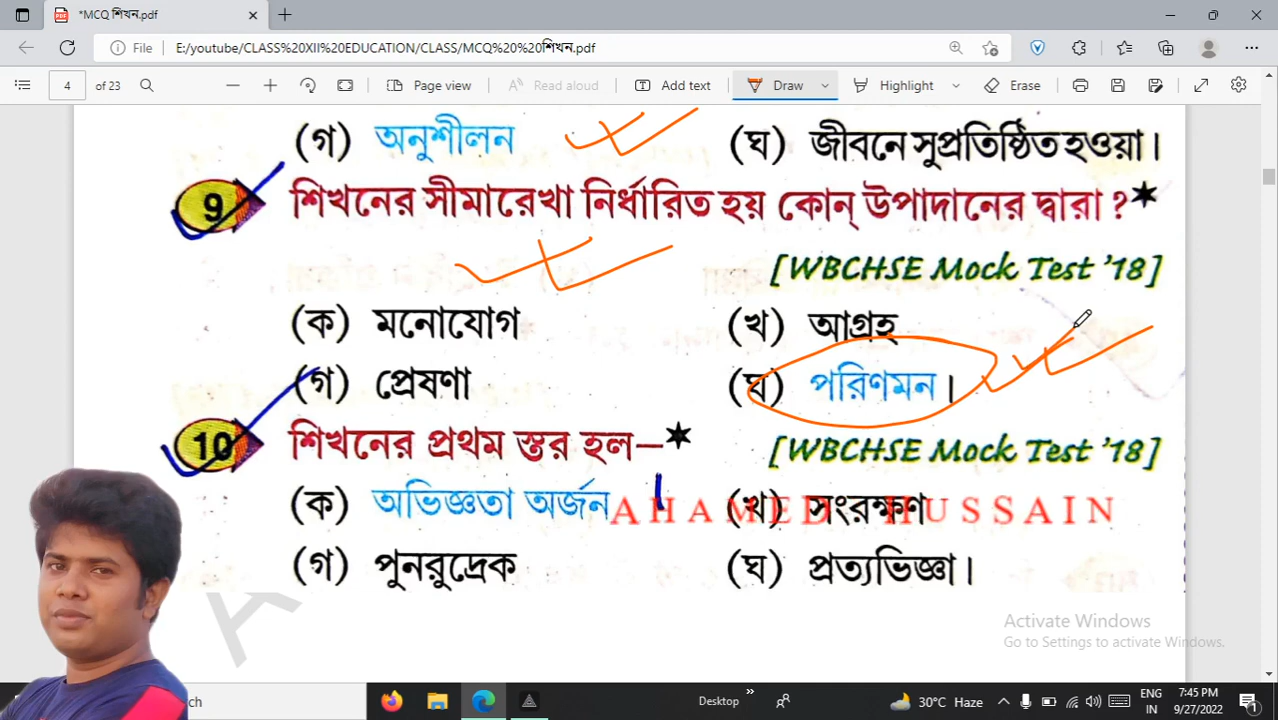 *MCQ শিখন.pdf
File E:/youtube/CLASS%20XII%20EDUCATION/CLASS/MCQ%20%20শিখন.pdf
4 of 23 Page view Read aloud Add text Draw Highlight Erase
(গ) অনুশীলন (ঘ) জীবনে সুপ্রতিষ্ঠিত হওয়া।
9 শিখনের সীমারেখা নির্ধারিত হয় কোন্ উপাদানের দ্বারা ?★
[WBCHSE Mock Test '18]
(ক) মনোযোগ (খ) আগ্রহ
(গ) প্রেষণা (ঘ) পরিণমন।
10 শিখনের প্রথম স্তর হল—★ [WBCHSE Mock Test '18]
(ক) অভিজ্ঞতা অর্জন (খ) সংরক্ষণ
AHAMED HUSSAIN
(গ) পুনরুদ্রেক (ঘ) প্রত্যভিজ্ঞা।
A
Activate Windows
Go to Settings to activate Windows.
rch Desktop 30°C Haze ENG 7:45 PM
IN 9/27/2022 1